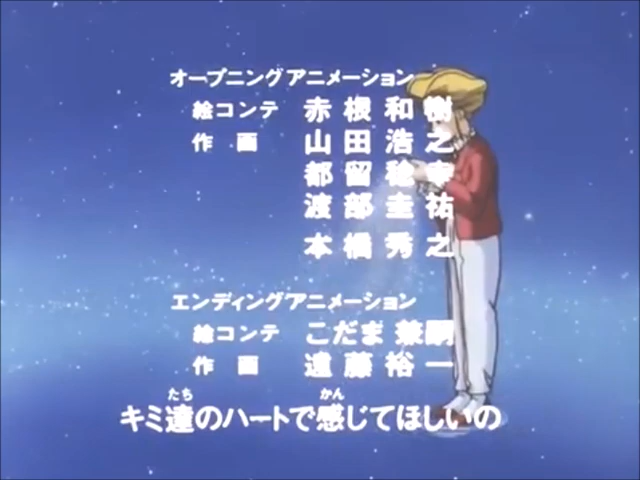 オープニングアニメーション
絵コンテ 赤根和樹
作画 山田浩之
都留稔幸
渡部圭祐
本橋秀之
エンディングアニメーション
絵コンテ こだま兼嗣
作画 遠藤裕一
たち かん
キミ達のハートで感じてほしいの